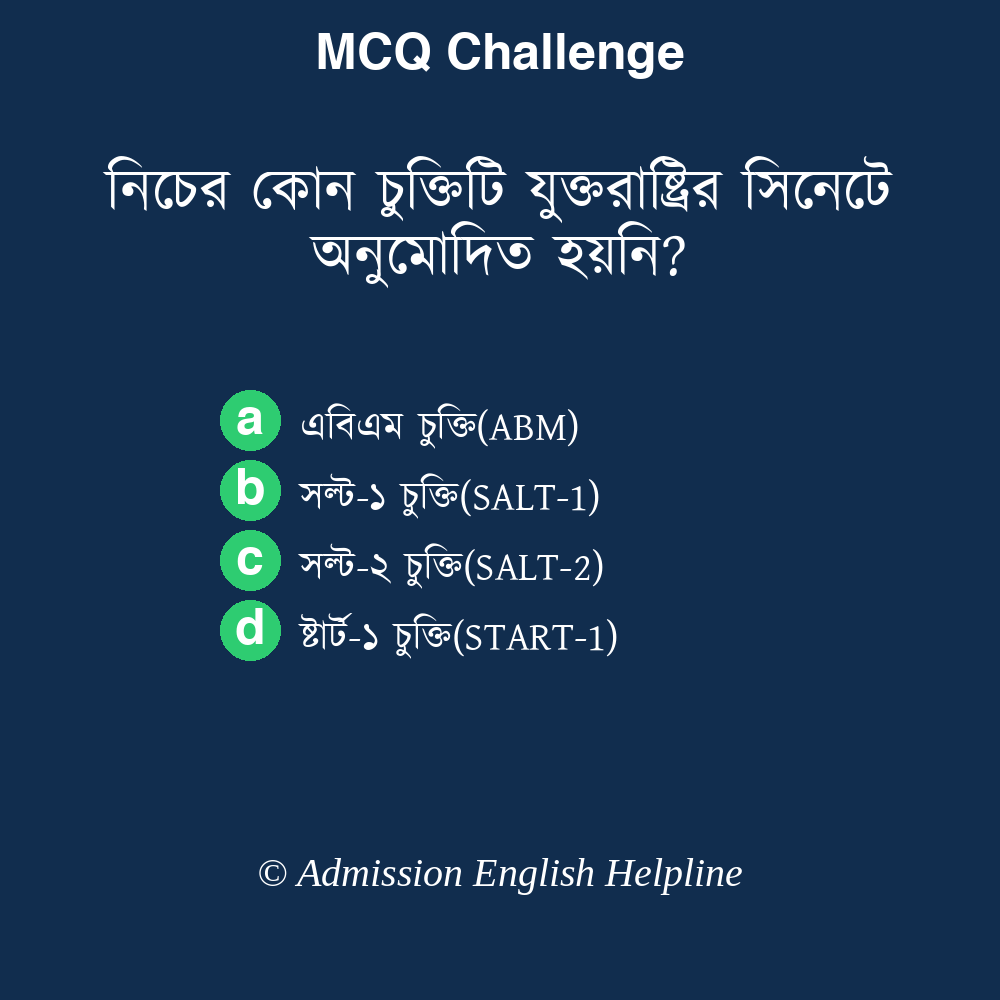 MCQ Challenge
নিচের কোন চুক্তিটি যুক্তরাষ্ট্রির সিনেটে
অনুমোদিত হয়নি?
a এবিএম চুক্তি(ABM)
b সল্ট-১ চুক্তি(SALT-1)
c সল্ট-২ চুক্তি(SALT-2)
d ষ্টার্ট-১ চুক্তি(START-1)
© Admission English Helpline